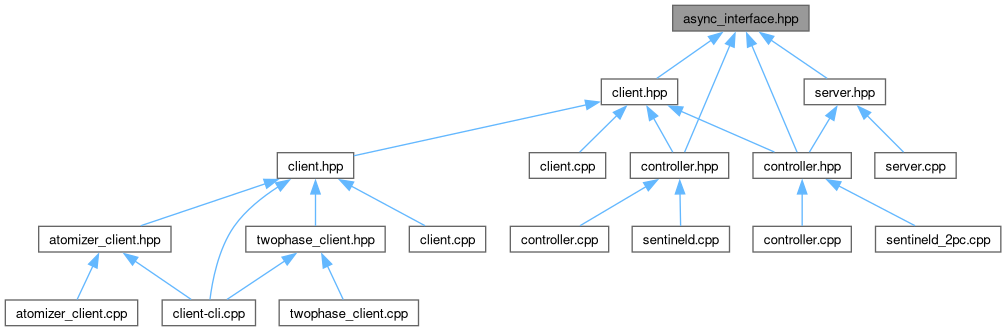 async_interface.hpp
client.hpp
server.hpp
client.hpp
client.cpp
controller.hpp
controller.hpp
server.cpp
atomizer_client.hpp
twophase_client.hpp
client.cpp
controller.cpp
sentineld.cpp
controller.cpp
sentineld_2pc.cpp
atomizer_client.cpp
client-cli.cpp
twophase_client.cpp